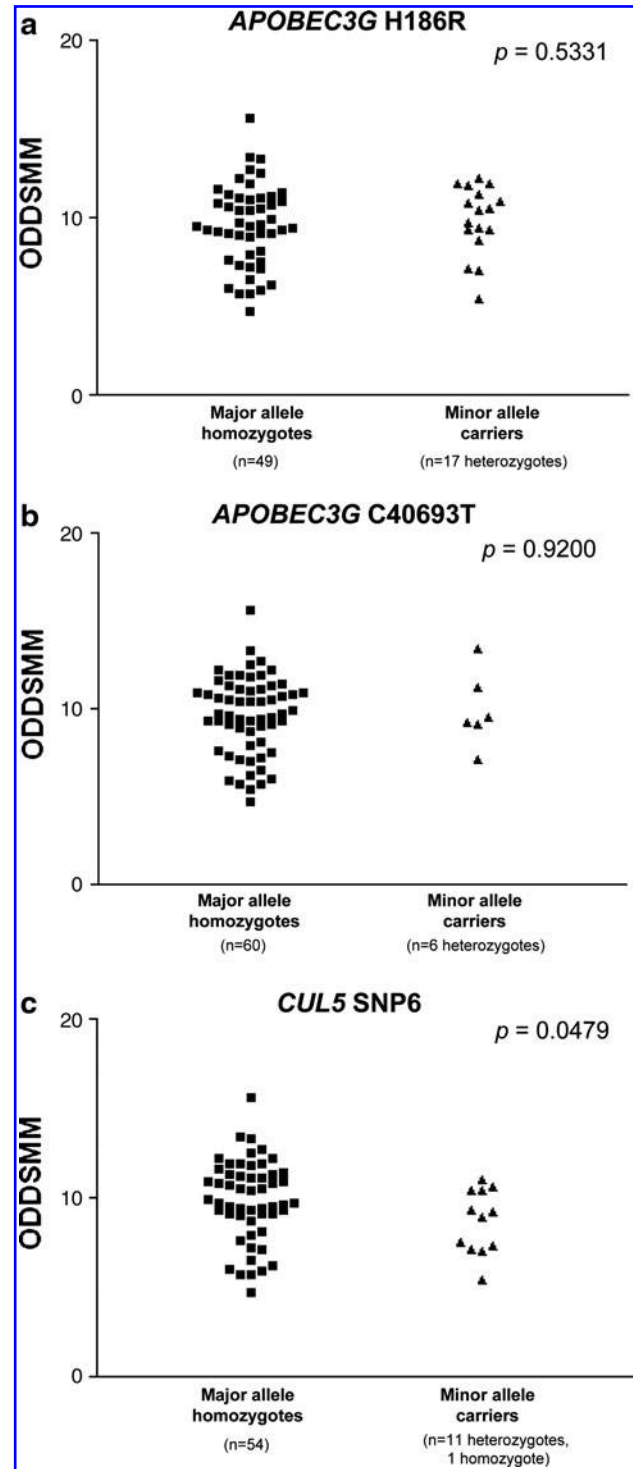 a
APOBEC3G H186R
p = 0.5331
20
10
0
ODDSMM
Major allele
homozygotes
(n=49)
Minor allele
carriers
(n=17 heterozygotes)
b
APOBEC3G C40693T
p = 0.9200
20
10
0
ODDSMM
Major allele
homozygotes
(n=60)
Minor allele
carriers
(n=6 heterozygotes)
c
CUL5 SNP6
p = 0.0479
20
10
0
ODDSMM
Major allele
homozygotes
(n=54)
Minor allele
carriers
(n=11 heterozygotes,
1 homozygote)